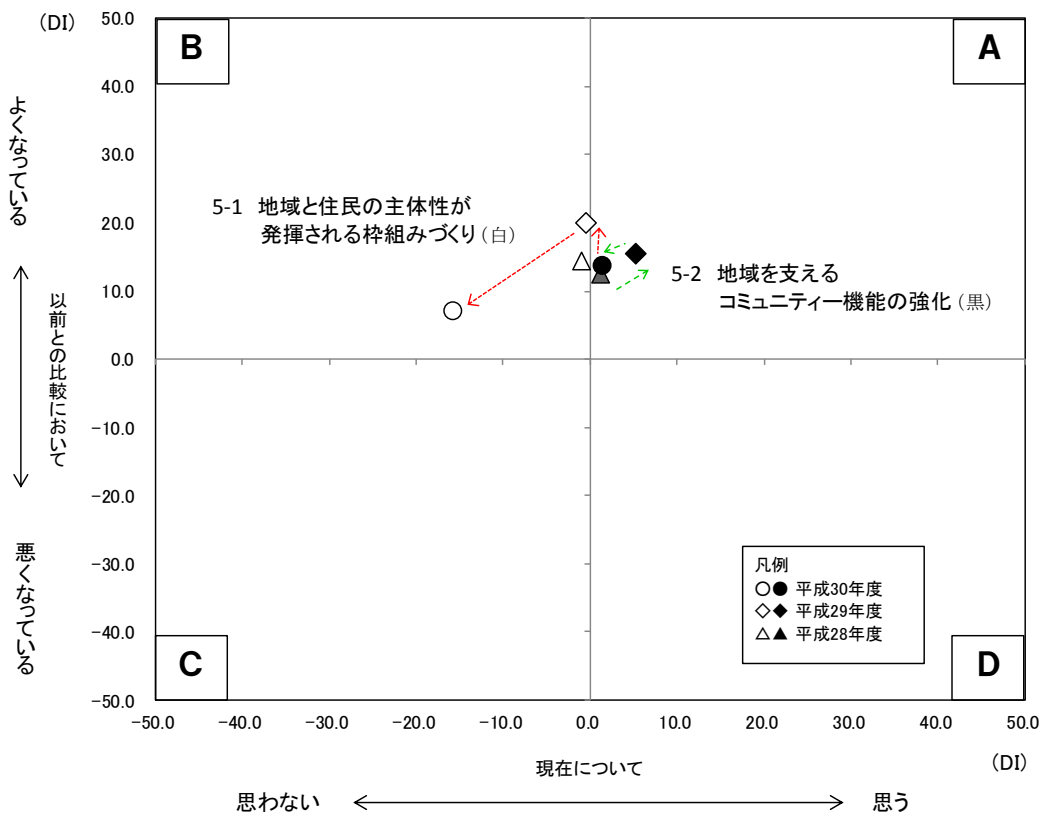 (DI)
50.0
40.0
30.0
20.0
10.0
0.0
−10.0
−20.0
−30.0
−40.0
−50.0
B
A
C
D
よくなっている
以前との比較において
悪くなっている
5-1 地域と住民の主体性が
発揮される枠組みづくり（白）
5-2 地域を支える
コミュニティー機能の強化（黒）
凡例
○● 平成30年度
◇◆ 平成29年度
△▲ 平成28年度
−50.0 −40.0 −30.0 −20.0 −10.0 0.0 10.0 20.0 30.0 40.0 50.0
現在について
(DI)
思わない
思う